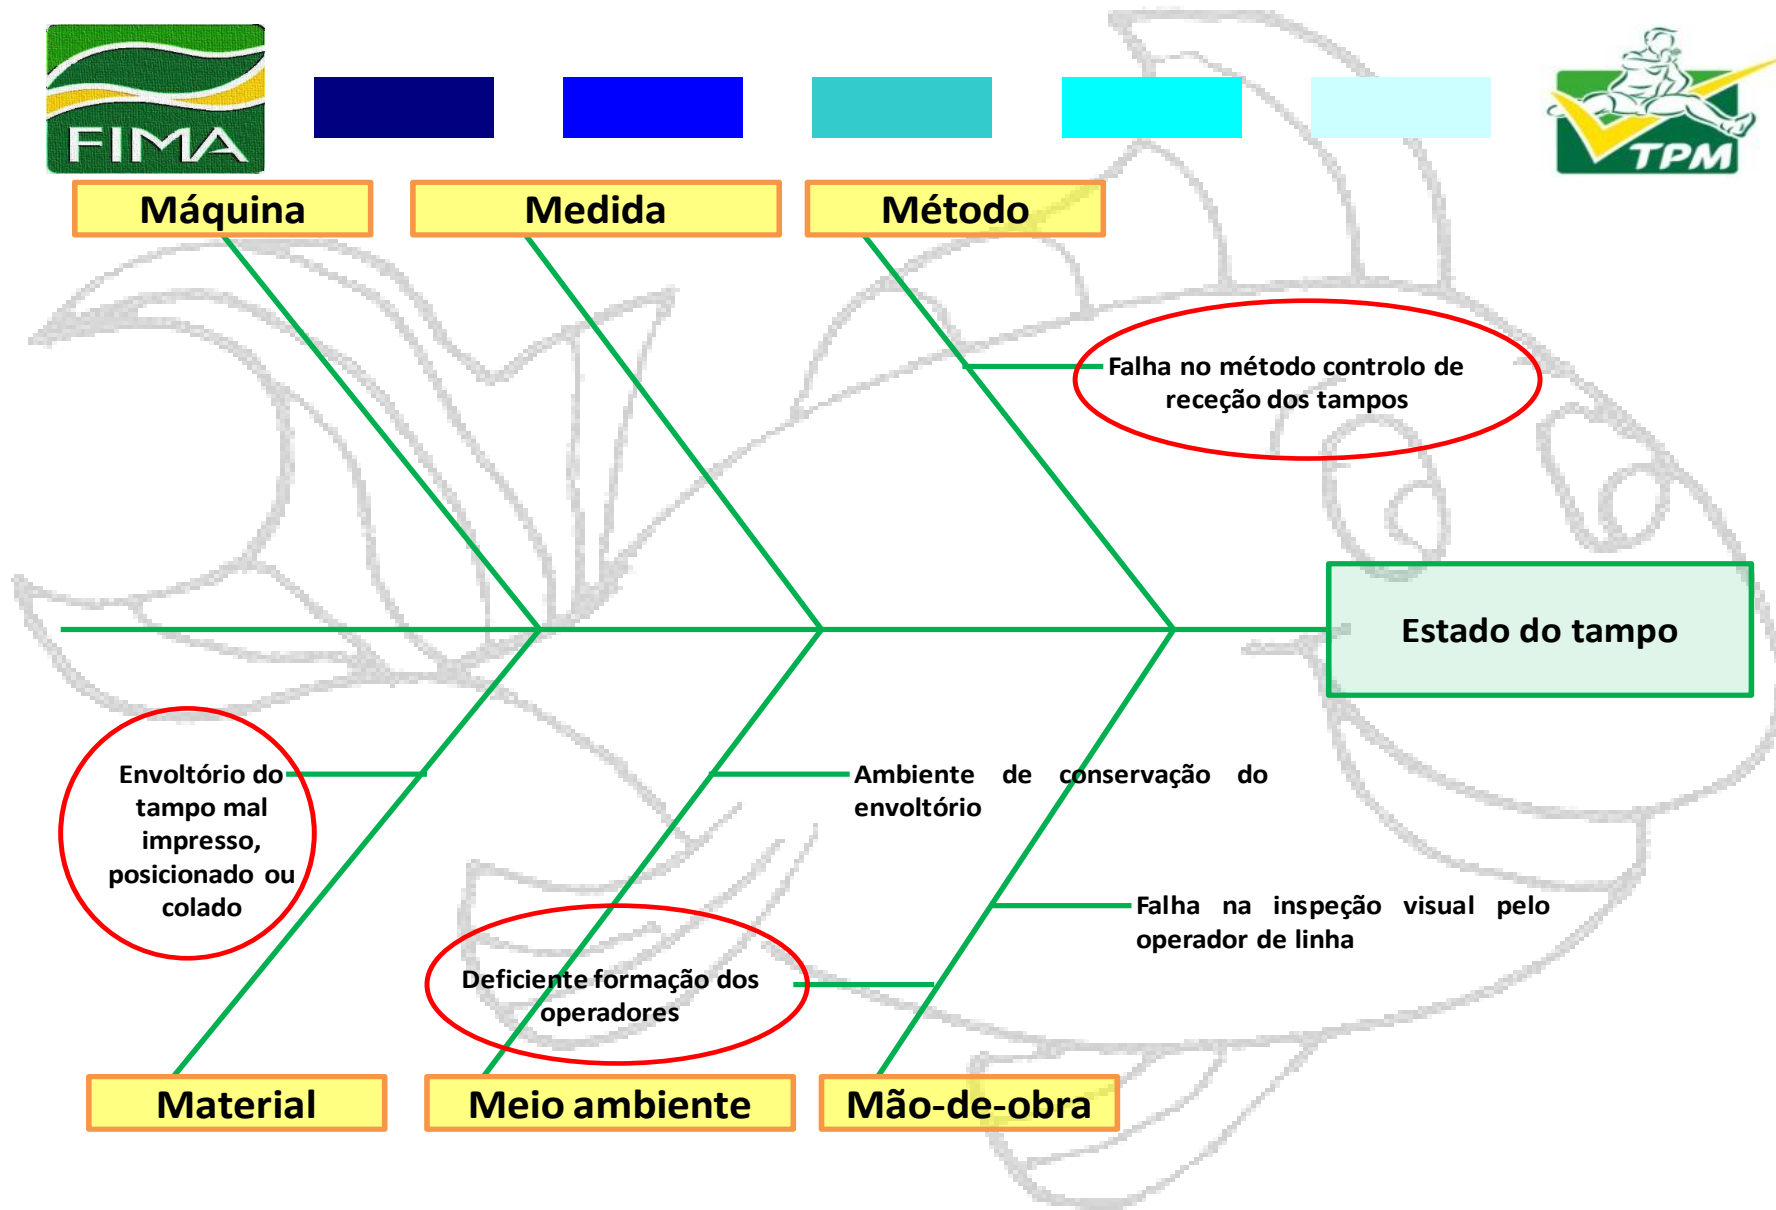 FIMA
TPM
Máquina
Medida
Método
Falha no método controlo de
receção dos tampos
Estado do tampo
Envoltório do
tampo mal
impresso,
posicionado ou
colado
Ambiente de conservação do
envoltório
Falha na inspeção visual pelo
operador de linha
Deficiente formação dos
operadores
Material
Meio ambiente
Mão-de-obra